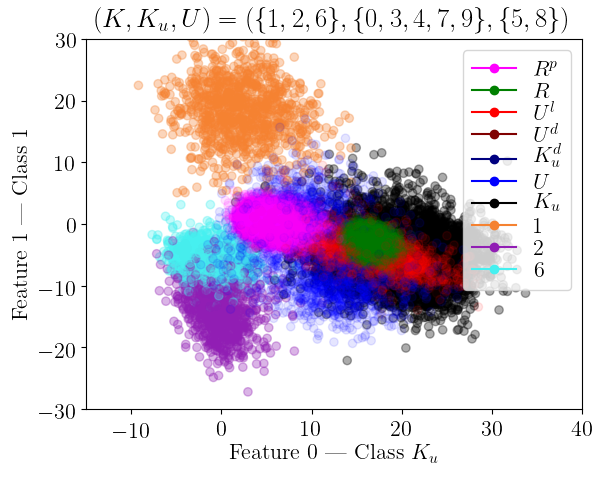 (K, K_u, U) = ({1, 2, 6}, {0, 3, 4, 7, 9}, {5, 8})
30
20
10
0
−10
−20
−30
Feature 1 — Class 1
R^p
R
U^l
U^d
K_u^d
U
K_u
1
2
6
−10
0
10
20
30
40
Feature 0 — Class K_u